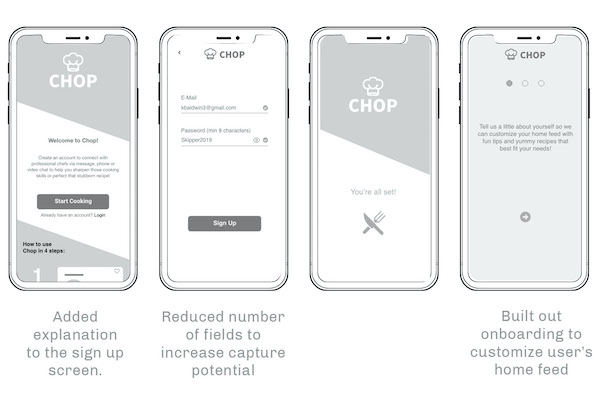 CHOP
Welcome to Chop!
Create an account to connect with
professional chefs via message, phone or
video chat to help you sharpen those cooking
skills or perfect that stubborn recipe!
Start Cooking
Already have an account? Login
How to use
Chop in 4 steps:
1
CHOP
E-Mail
kbaldwin3@gmail.com
Password (min 9 characters)
Skipper2019
Sign Up
CHOP
You're all set!
CHOP
Tell us a little about yourself so we
can customize your home feed with
fun tips and yummy recipes that
best fit your needs!
Added
explanation
to the sign up
screen.
Reduced number
of fields to
increase capture
potential
Built out
onboarding to
customize user's
home feed